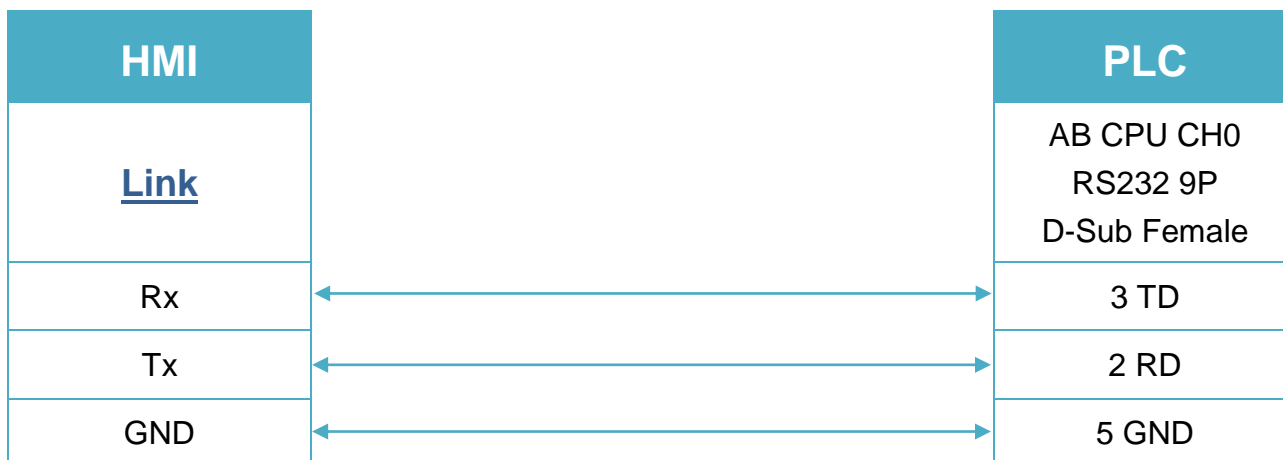 HMI PLC
Link
AB CPU CH0
RS232 9P
D-Sub Female
Rx 3 TD
Tx 2 RD
GND 5 GND